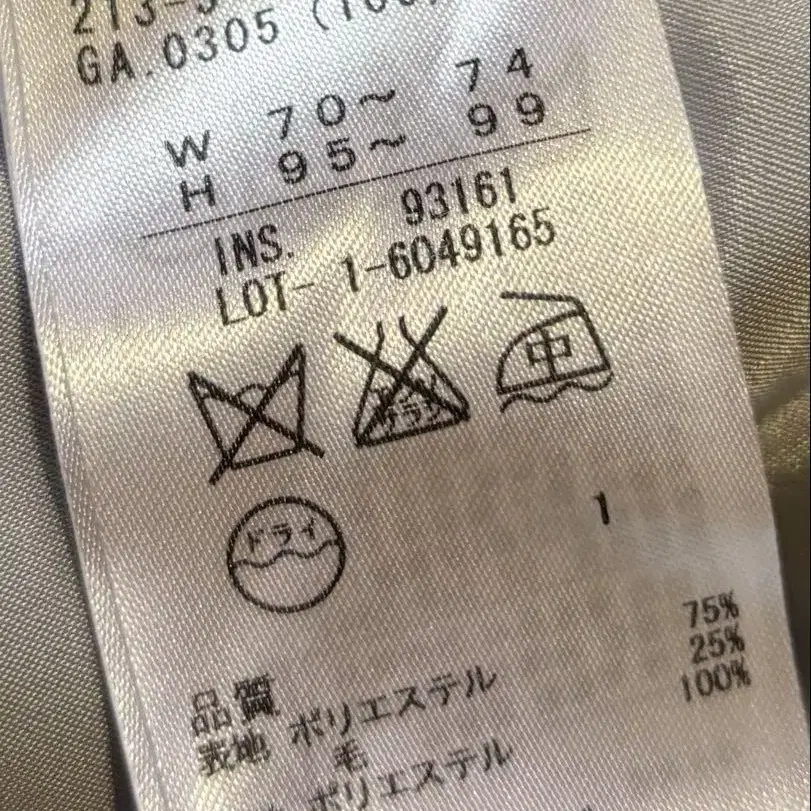 GA.0305
W 70～ 74
H 95～ 99
INS. 93161
LOT- 1-6049165
中
ドライ
1
75%
25%
100%
品質
表地 ポリエステル
毛
ポリエステル